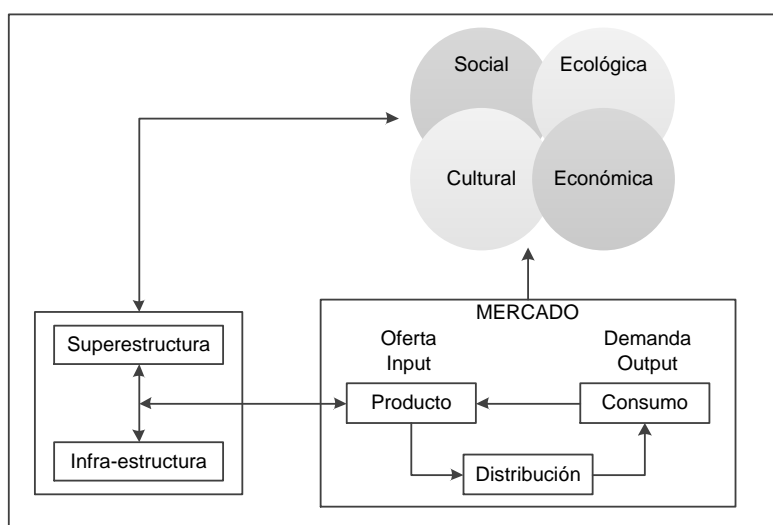 Social
Ecológica
Cultural
Económica
MERCADO
Superestructura
Infra-estructura
Oferta
Input
Demanda
Output
Producto
Consumo
Distribución